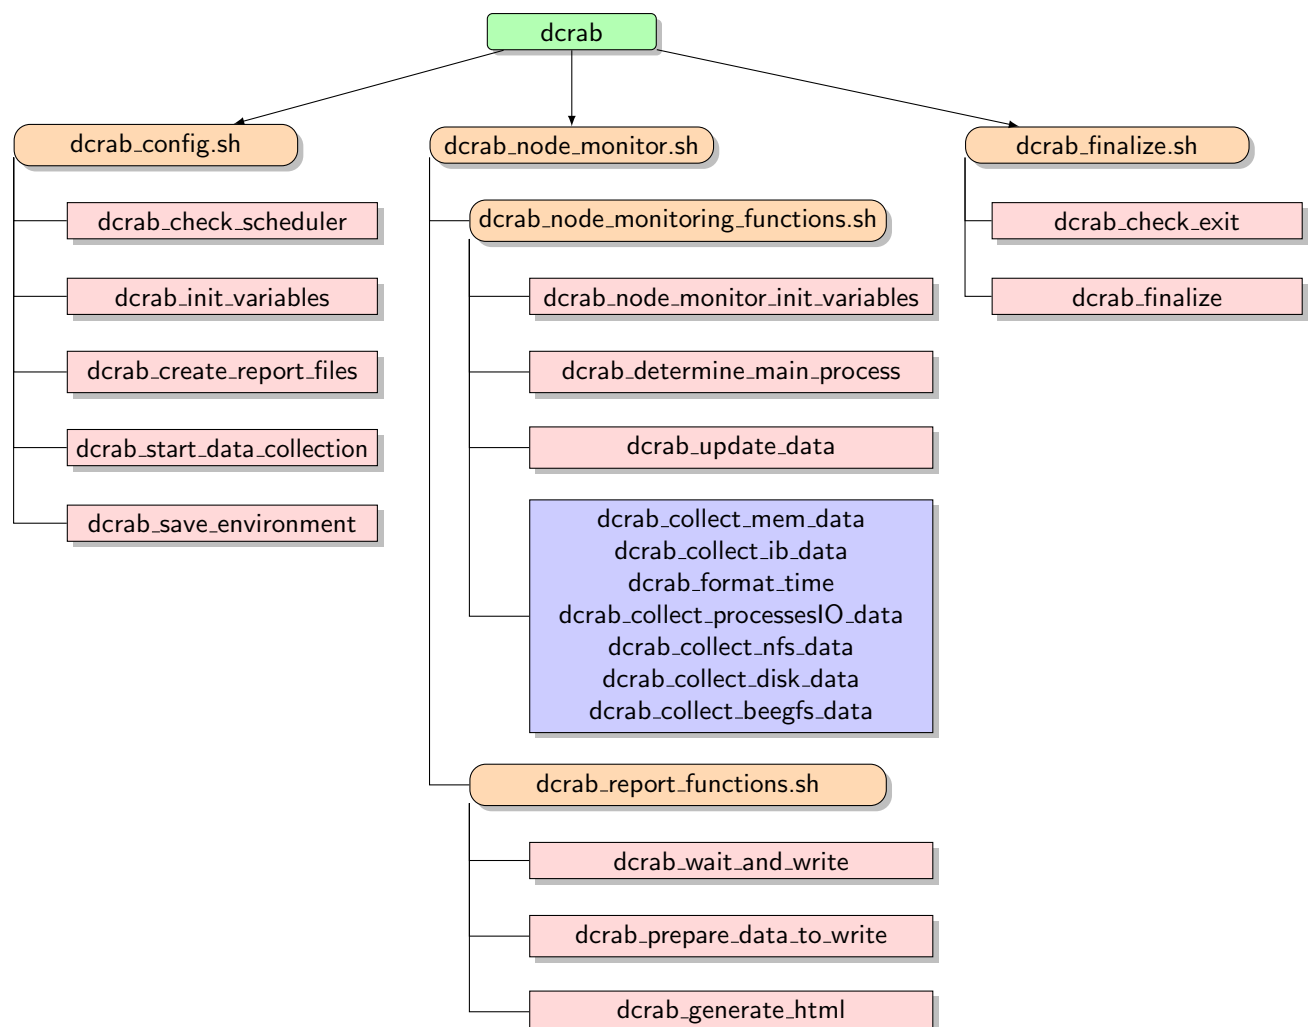 dcrab
dcrab_config.sh
dcrab_check_scheduler
dcrab_init_variables
dcrab_create_report_files
dcrab_start_data_collection
dcrab_save_environment
dcrab_node_monitor.sh
dcrab_node_monitoring_functions.sh
dcrab_node_monitor_init_variables
dcrab_determine_main_process
dcrab_update_data
dcrab_collect_mem_data
dcrab_collect_ib_data
dcrab_format_time
dcrab_collect_processesIO_data
dcrab_collect_nfs_data
dcrab_collect_disk_data
dcrab_collect_beegfs_data
dcrab_report_functions.sh
dcrab_wait_and_write
dcrab_prepare_data_to_write
dcrab_generate_html
dcrab_finalize.sh
dcrab_check_exit
dcrab_finalize